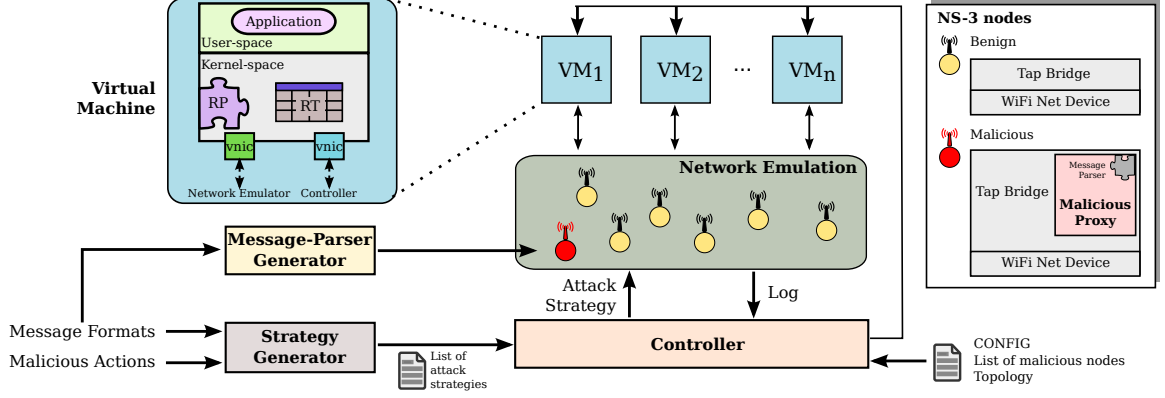 Application
User-space
Kernel-space
RP
RT
vnic
vnic
Network Emulator
Controller
Virtual
Machine
VM1
VM2
...
VMn
Network Emulation
Message-Parser
Generator
Attack
Strategy
Log
Message Formats
Malicious Actions
Strategy
Generator
List of
attack
strategies
Controller
CONFIG
List of malicious nodes
Topology
NS-3 nodes
Benign
Tap Bridge
WiFi Net Device
Malicious
Tap Bridge
Message
Parser
Malicious
Proxy
WiFi Net Device